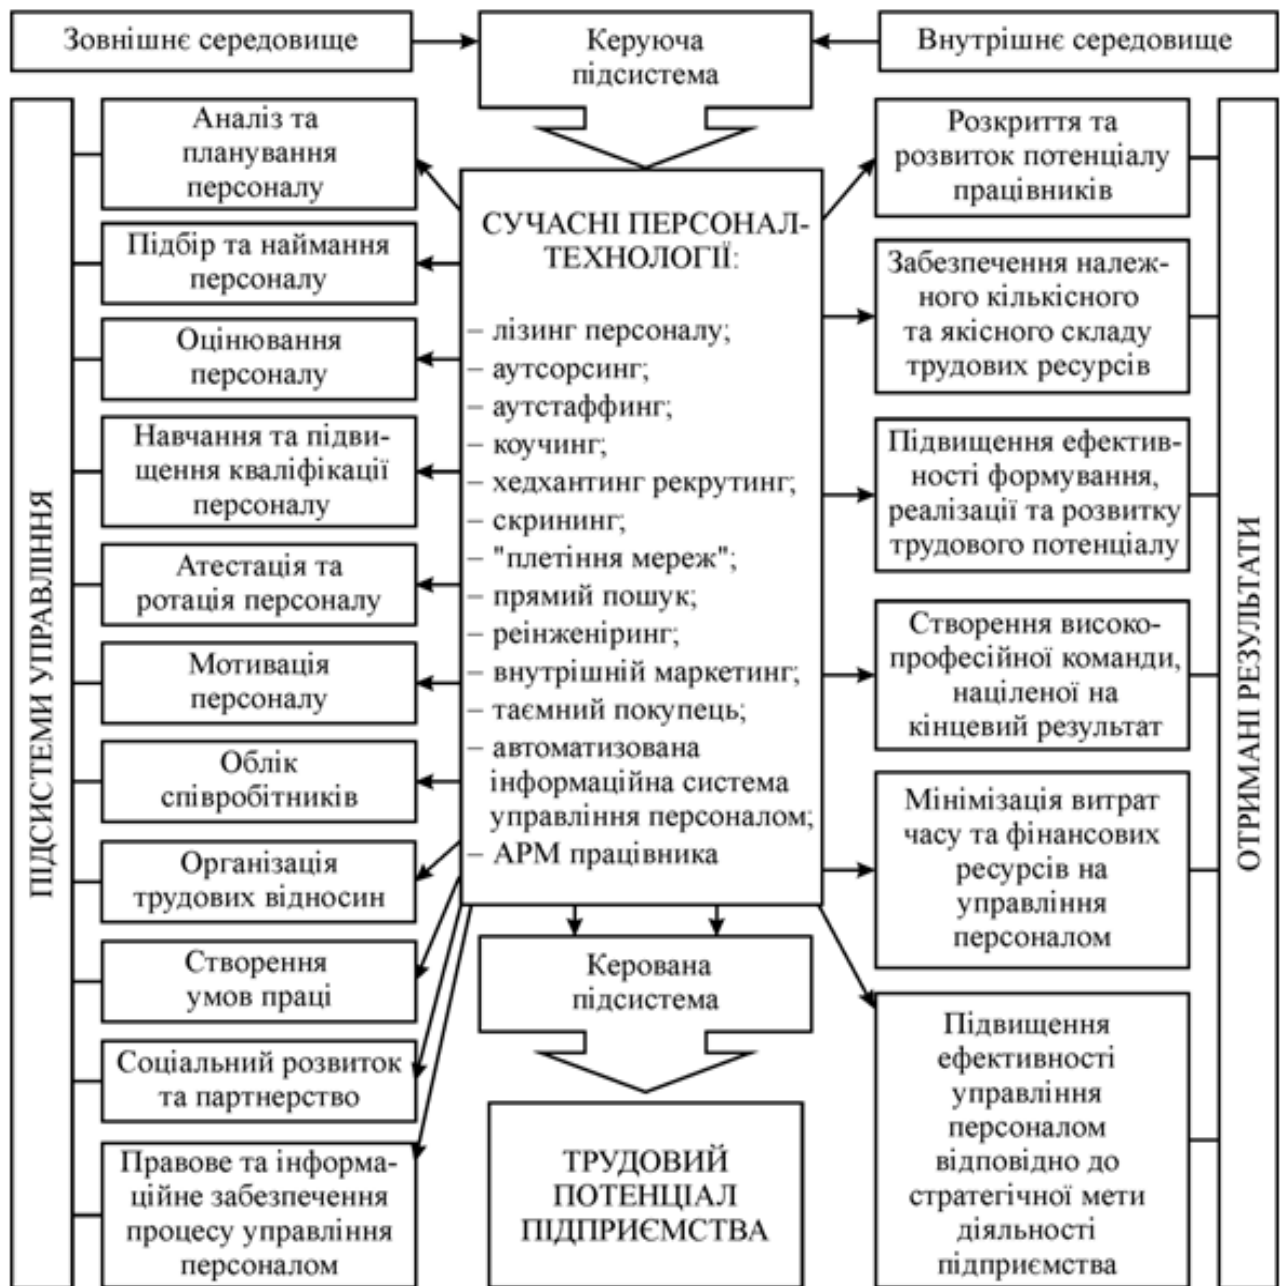 Зовнішнє середовище
Керуюча
підсистема
Внутрішнє середовище
ПІДСИСТЕМИ УПРАВЛІННЯ
Аналіз та
планування
персоналу
Підбір та наймання
персоналу
Оцінювання
персоналу
Навчання та підви-
щення кваліфікації
персоналу
Атестація та
ротація персоналу
Мотивація
персоналу
Облік
співробітників
Організація
трудових відносин
Створення
умов праці
Соціальний розвиток
та партнерство
Правове та інформа-
ційне забезпечення
процесу управління
персоналом
СУЧАСНІ ПЕРСОНАЛ-
ТЕХНОЛОГІЇ:
– лізинг персоналу;
– аутсорсинг;
– аутстаффинг;
– коучинг;
– хедхантинг рекрутинг;
– скрининг;
– "плетіння мереж";
– прямий пошук;
– реінженіринг;
– внутрішній маркетинг;
– таємний покупець;
– автоматизована
інформаційна система
управління персоналом;
– АРМ працівника
Керована
підсистема
ТРУДОВИЙ
ПОТЕНЦІАЛ
ПІДПРИЄМСТВА
Розкриття та
розвиток потенціалу
працівників
Забезпечення належ-
ного кількісного
та якісного складу
трудових ресурсів
Підвищення ефектив-
ності формування,
реалізації та розвитку
трудового потенціалу
Створення високо-
професійної команди,
націленої на
кінцевий результат
Мінімізація витрат
часу та фінансових
ресурсів на
управління
персоналом
Підвищення
ефективності
управління
персоналом
відповідно до
стратегічної мети
діяльності
підприємства
ОТРИМАНІ РЕЗУЛЬТАТИ